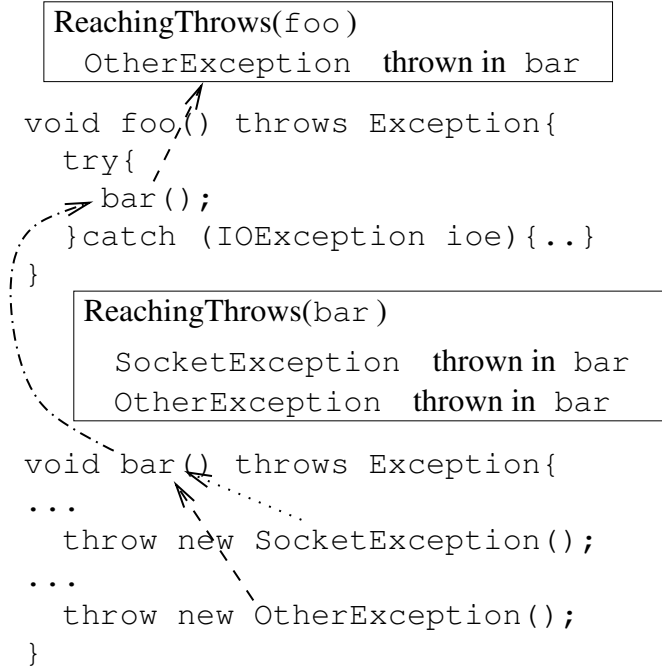 ReachingThrows(foo )
OtherException thrown in bar
void foo() throws Exception{
try{
bar();
}catch (IOException ioe){..}
}
ReachingThrows(bar )
SocketException thrown in bar
OtherException thrown in bar
void bar() throws Exception{
...
throw new SocketException();
...
throw new OtherException();
}